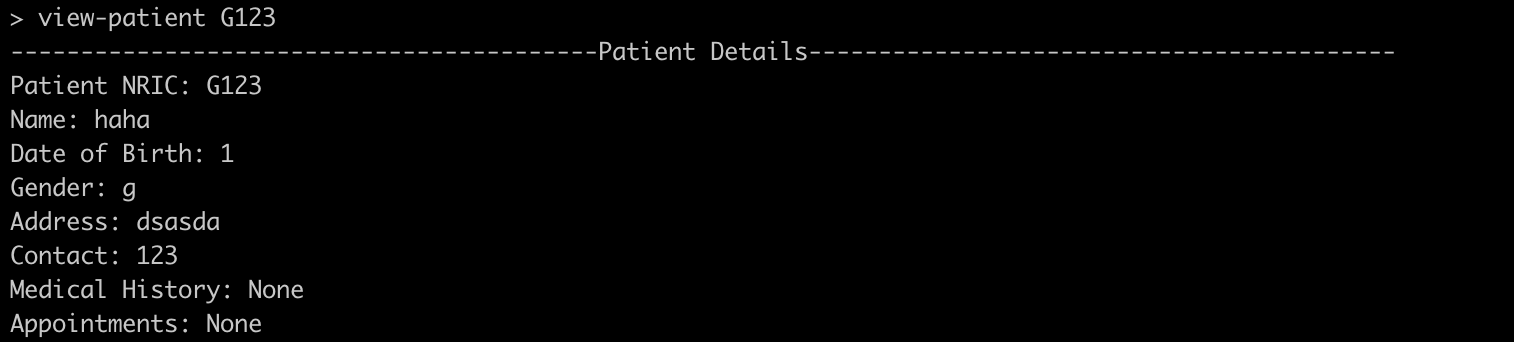 > view-patient G123
------------------------------------------Patient Details------------------------------------------
Patient NRIC: G123
Name: haha
Date of Birth: 1
Gender: g
Address: dsasda
Contact: 123
Medical History: None
Appointments: None